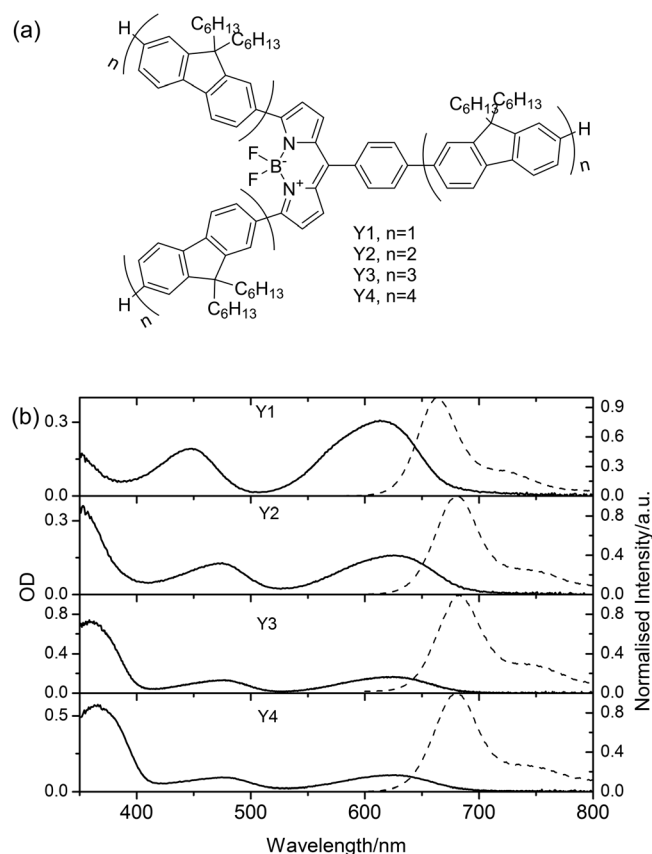 (a)
H
n
C6H13
C6H13
F
F
B-
N
N+
C6H13
C6H13
H
n
H
n
C6H13
C6H13
Y1, n=1
Y2, n=2
Y3, n=3
Y4, n=4
(b)
Y1
0.3
0.0
0.9
0.6
0.3
0.0
Y2
0.3
0.0
0.8
0.4
0.0
Y3
0.8
0.4
0.0
0.8
0.4
0.0
Y4
0.5
0.0
0.8
0.4
0.0
OD
Normalised Intensity/a.u.
400 500 600 700 800
Wavelength/nm